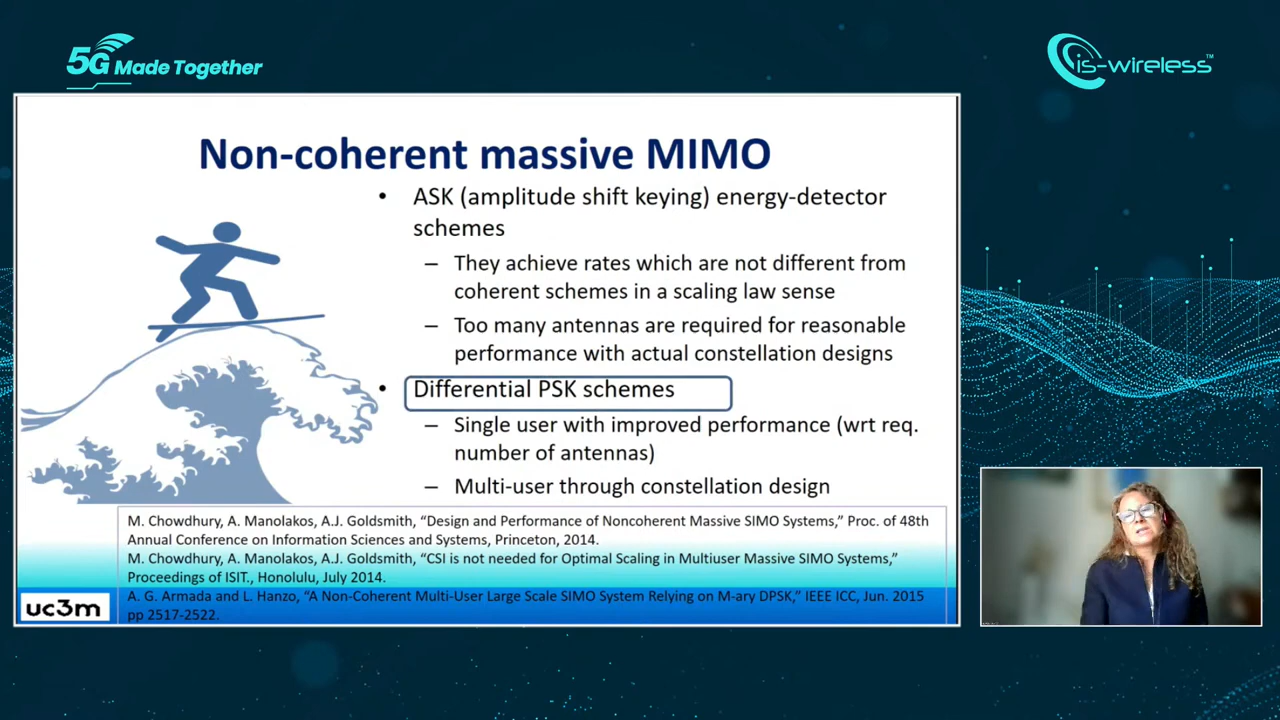 5G Made Together
is-wireless™
Non-coherent massive MIMO
• ASK (amplitude shift keying) energy-detector
schemes
– They achieve rates which are not different from
coherent schemes in a scaling law sense
– Too many antennas are required for reasonable
performance with actual constellation designs
• Differential PSK schemes
– Single user with improved performance (wrt req.
number of antennas)
– Multi-user through constellation design
M. Chowdhury, A. Manolakos, A.J. Goldsmith, “Design and Performance of Noncoherent Massive SIMO Systems,” Proc. of 48th
Annual Conference on Information Sciences and Systems, Princeton, 2014.
M. Chowdhury, A. Manolakos, A.J. Goldsmith, “CSI is not needed for Optimal Scaling in Multiuser Massive SIMO Systems,”
Proceedings of ISIT., Honolulu, July 2014.
A. G. Armada and L. Hanzo, “A Non-Coherent Multi-User Large Scale SIMO System Relying on M-ary DPSK,” IEEE ICC, Jun. 2015
pp 2517-2522.
uc3m